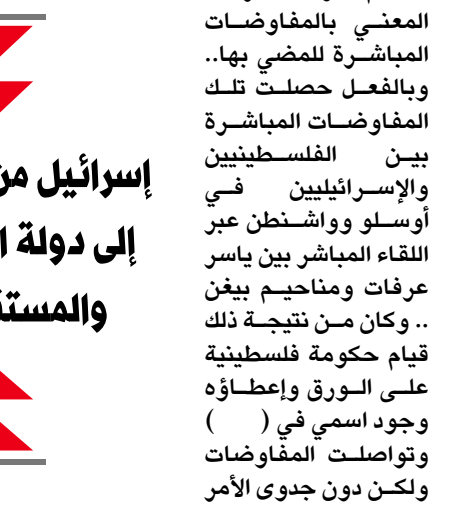 المعني بالمفاوضات
المباشرة للمضي بها..
وبالفعل حصلت تلك
المفاوضات المباشرة
بين الفلسطينيين
والإسرائيليين في
أوسلو وواشنطن عبر
اللقاء المباشر بين ياسر
عرفات ومناحيم بيغن
.. وكان من نتيجة ذلك
قيام حكومة فلسطينية
على الورق وإعطاؤه
وجود اسمي في ( )
وتواصلت المفاوضات
ولكن دون جدوى الأمر
إسرائيل من
إلى دولة ا
والمستق